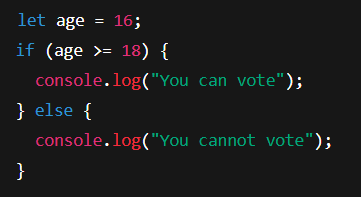 let age = 16;
if (age >= 18) {
  console.log("You can vote");
} else {
  console.log("You cannot vote");
}